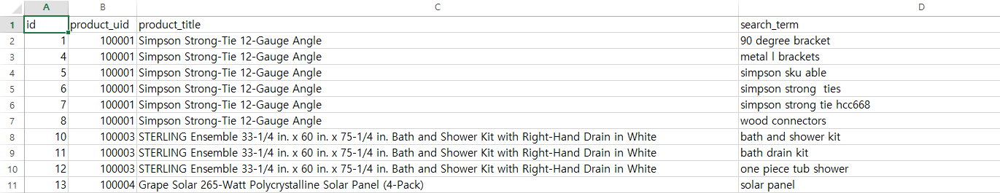 A B C D
1 id product_uid product_title search_term
2 1 100001 Simpson Strong-Tie 12-Gauge Angle 90 degree bracket
3 4 100001 Simpson Strong-Tie 12-Gauge Angle metal l brackets
4 5 100001 Simpson Strong-Tie 12-Gauge Angle simpson sku able
5 6 100001 Simpson Strong-Tie 12-Gauge Angle simpson strong  ties
6 7 100001 Simpson Strong-Tie 12-Gauge Angle simpson strong tie hcc668
7 8 100001 Simpson Strong-Tie 12-Gauge Angle wood connectors
8 10 100003 STERLING Ensemble 33-1/4 in. x 60 in. x 75-1/4 in. Bath and Shower Kit with Right-Hand Drain in White bath and shower kit
9 11 100003 STERLING Ensemble 33-1/4 in. x 60 in. x 75-1/4 in. Bath and Shower Kit with Right-Hand Drain in White bath drain kit
10 12 100003 STERLING Ensemble 33-1/4 in. x 60 in. x 75-1/4 in. Bath and Shower Kit with Right-Hand Drain in White one piece tub shower
11 13 100004 Grape Solar 265-Watt Polycrystalline Solar Panel (4-Pack) solar panel